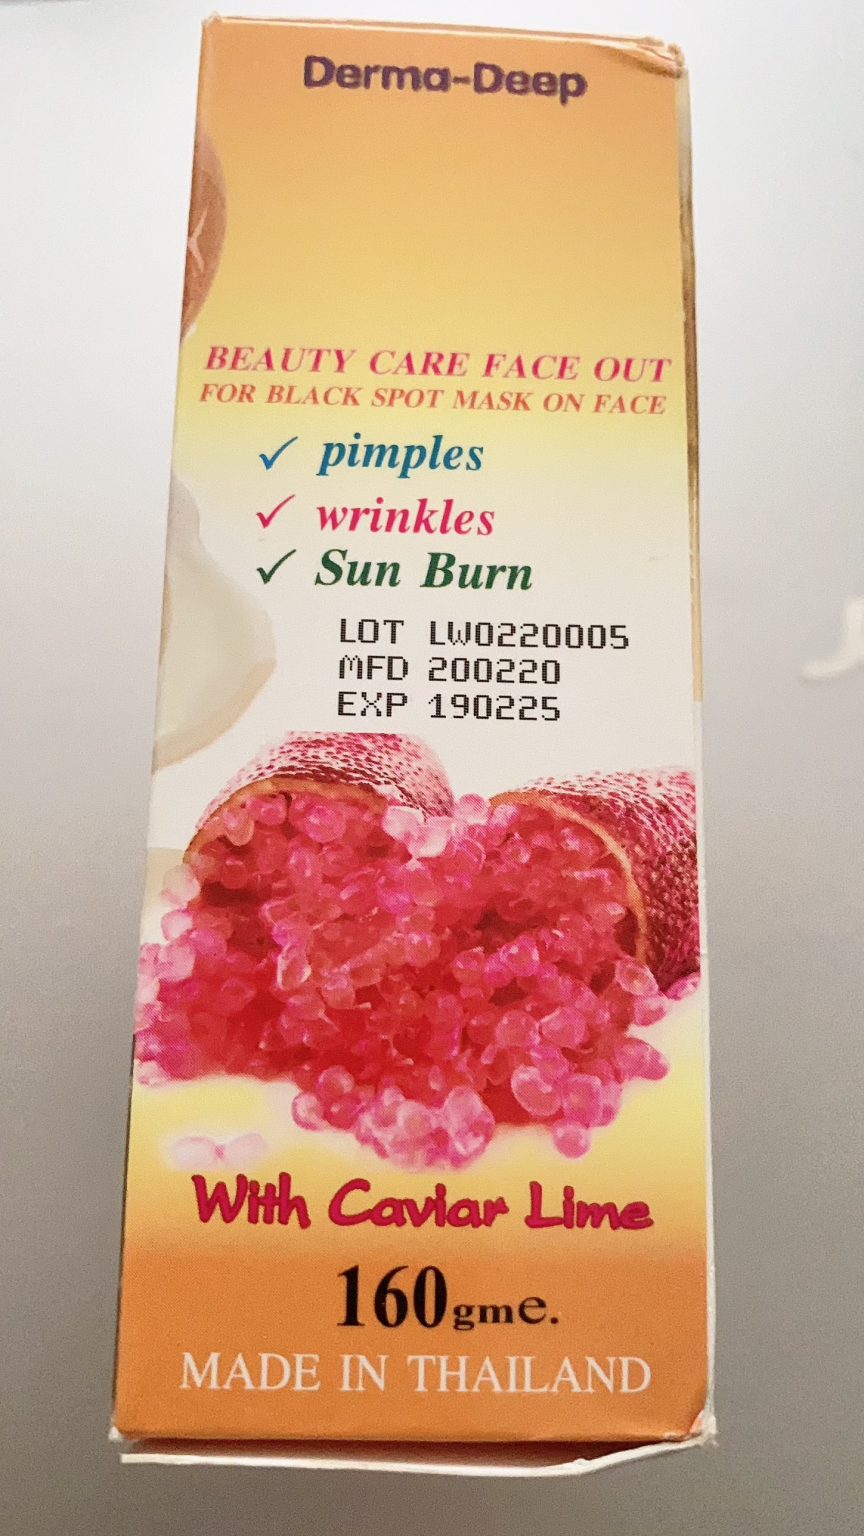 Derma-Deep
BEAUTY CARE FACE OUT
FOR BLACK SPOT MASK ON FACE
✓ pimples
✓ wrinkles
✓ Sun Burn
LOT LW0220005
MFD 200220
EXP 190225
With Caviar Lime
160gme.
MADE IN THAILAND